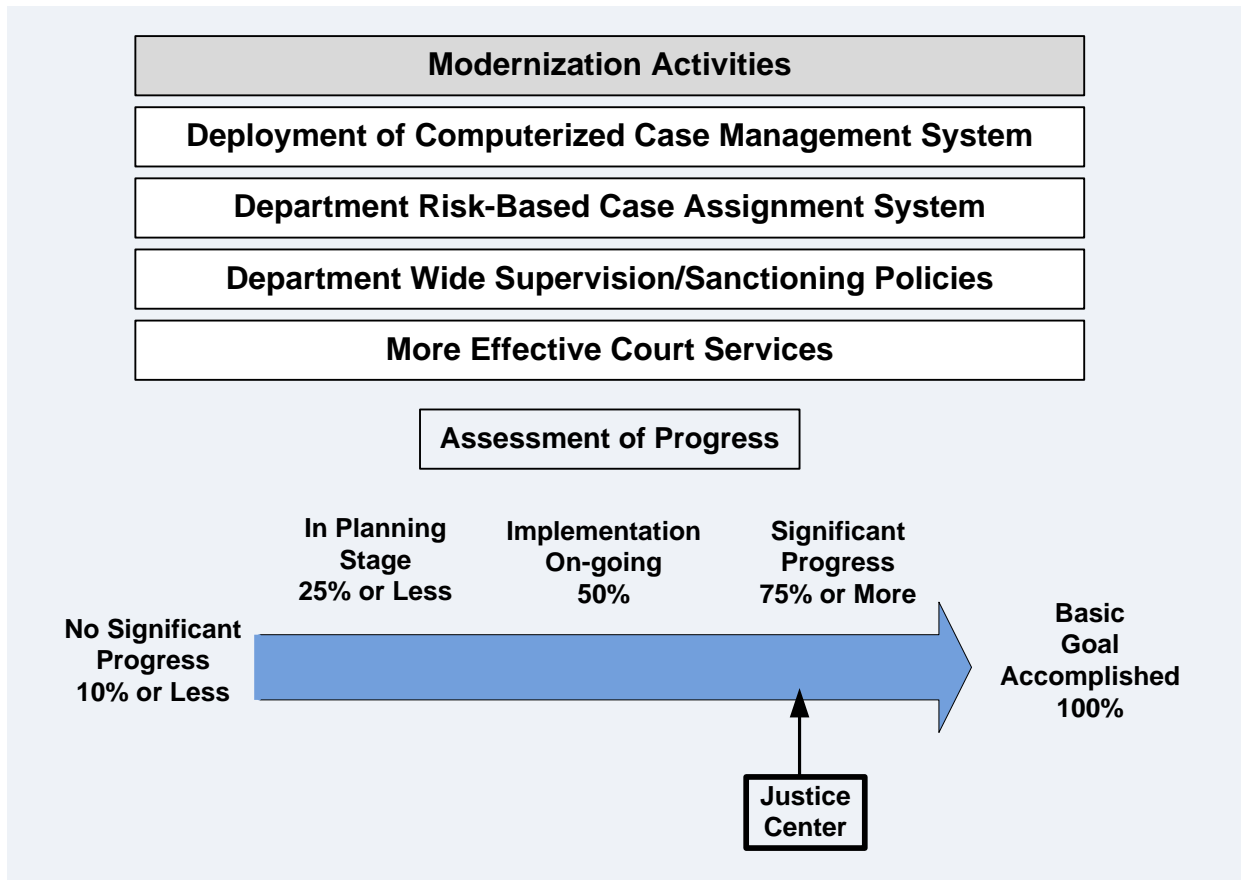 Modernization Activities
Deployment of Computerized Case Management System
Department Risk-Based Case Assignment System
Department Wide Supervision/Sanctioning Policies
More Effective Court Services
Assessment of Progress
No Significant
Progress
10% or Less
In Planning
Stage
25% or Less
Implementation
On-going
50%
Significant
Progress
75% or More
Basic
Goal
Accomplished
100%
Justice
Center